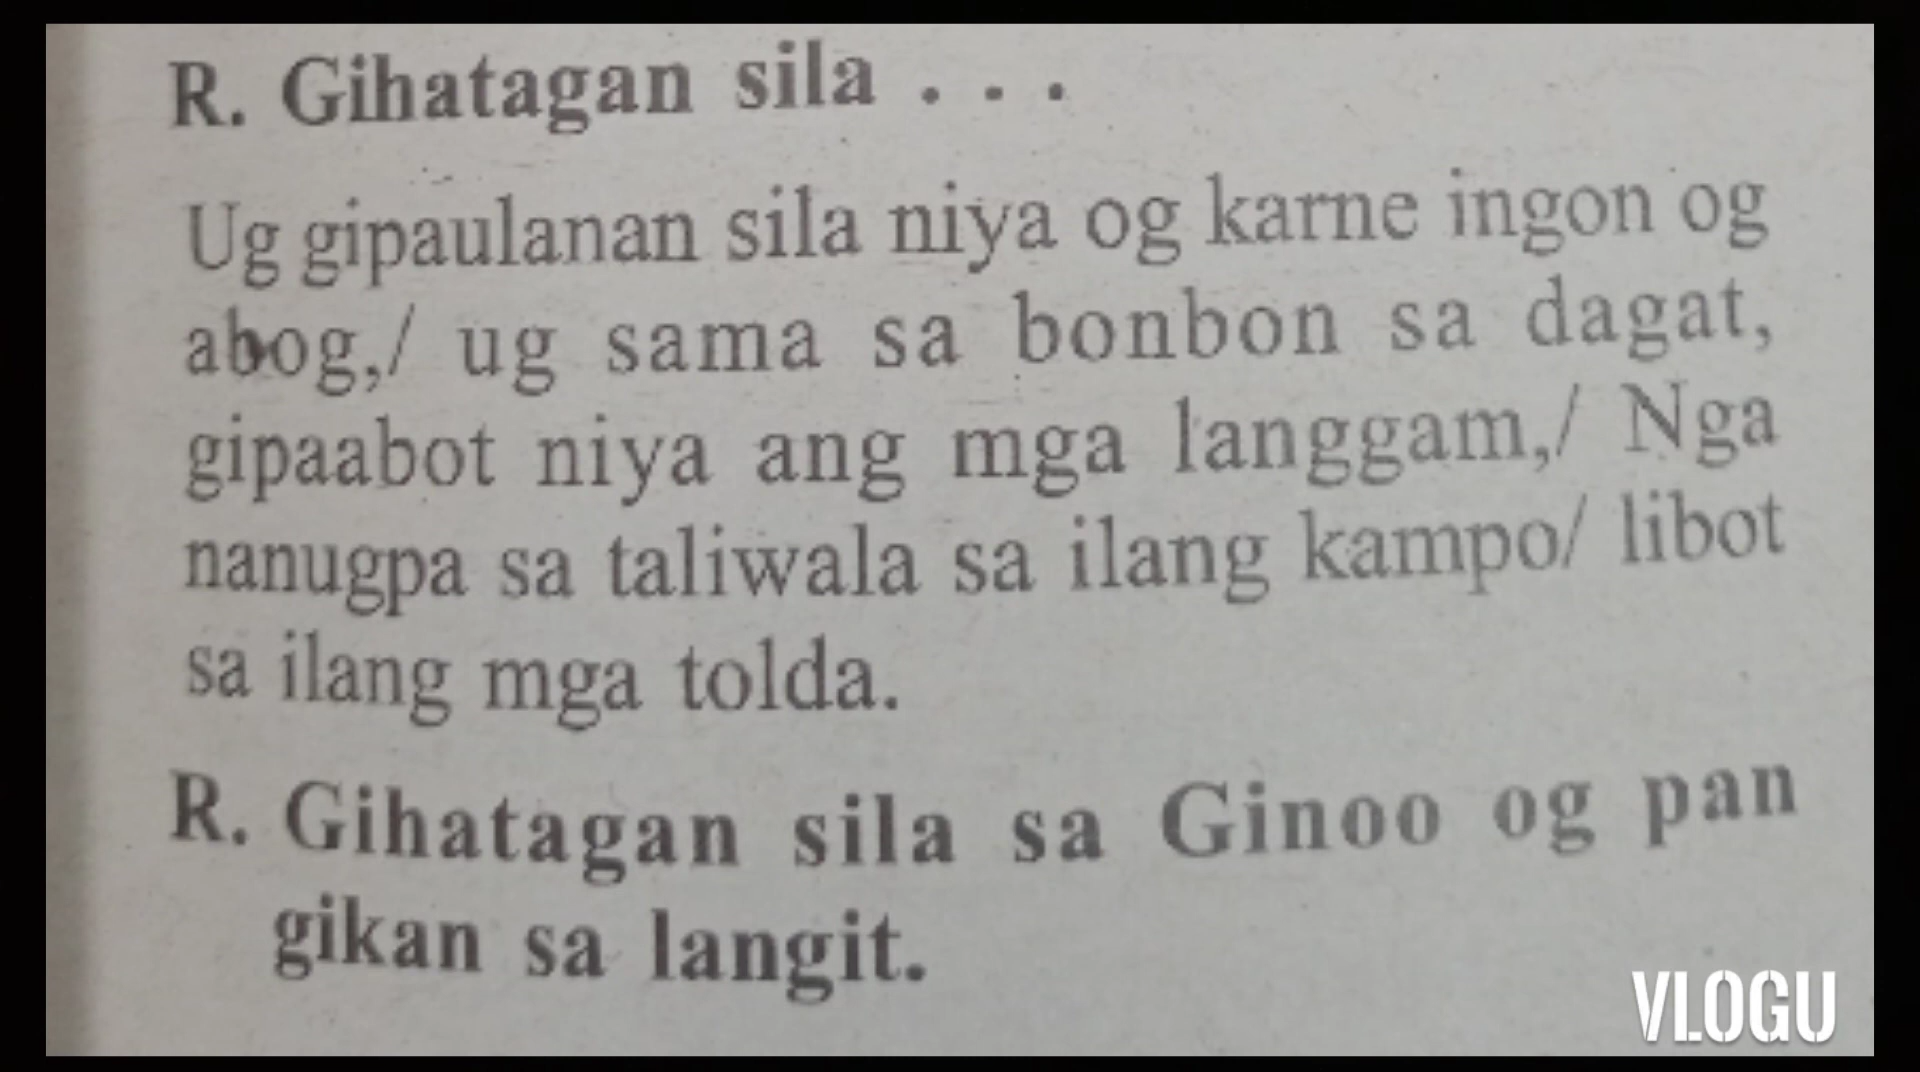 R. Gihatagan sila . . .
Ug gipaulanan sila niya og karne ingon og
abog,/ ug sama sa bonbon sa dagat,
gipaabot niya ang mga langgam,/ Nga
nanugpa sa taliwala sa ilang kampo/ libot
sa ilang mga tolda.
R. Gihatagan sila sa Ginoo og pan
gikan sa langit.
VLOGU